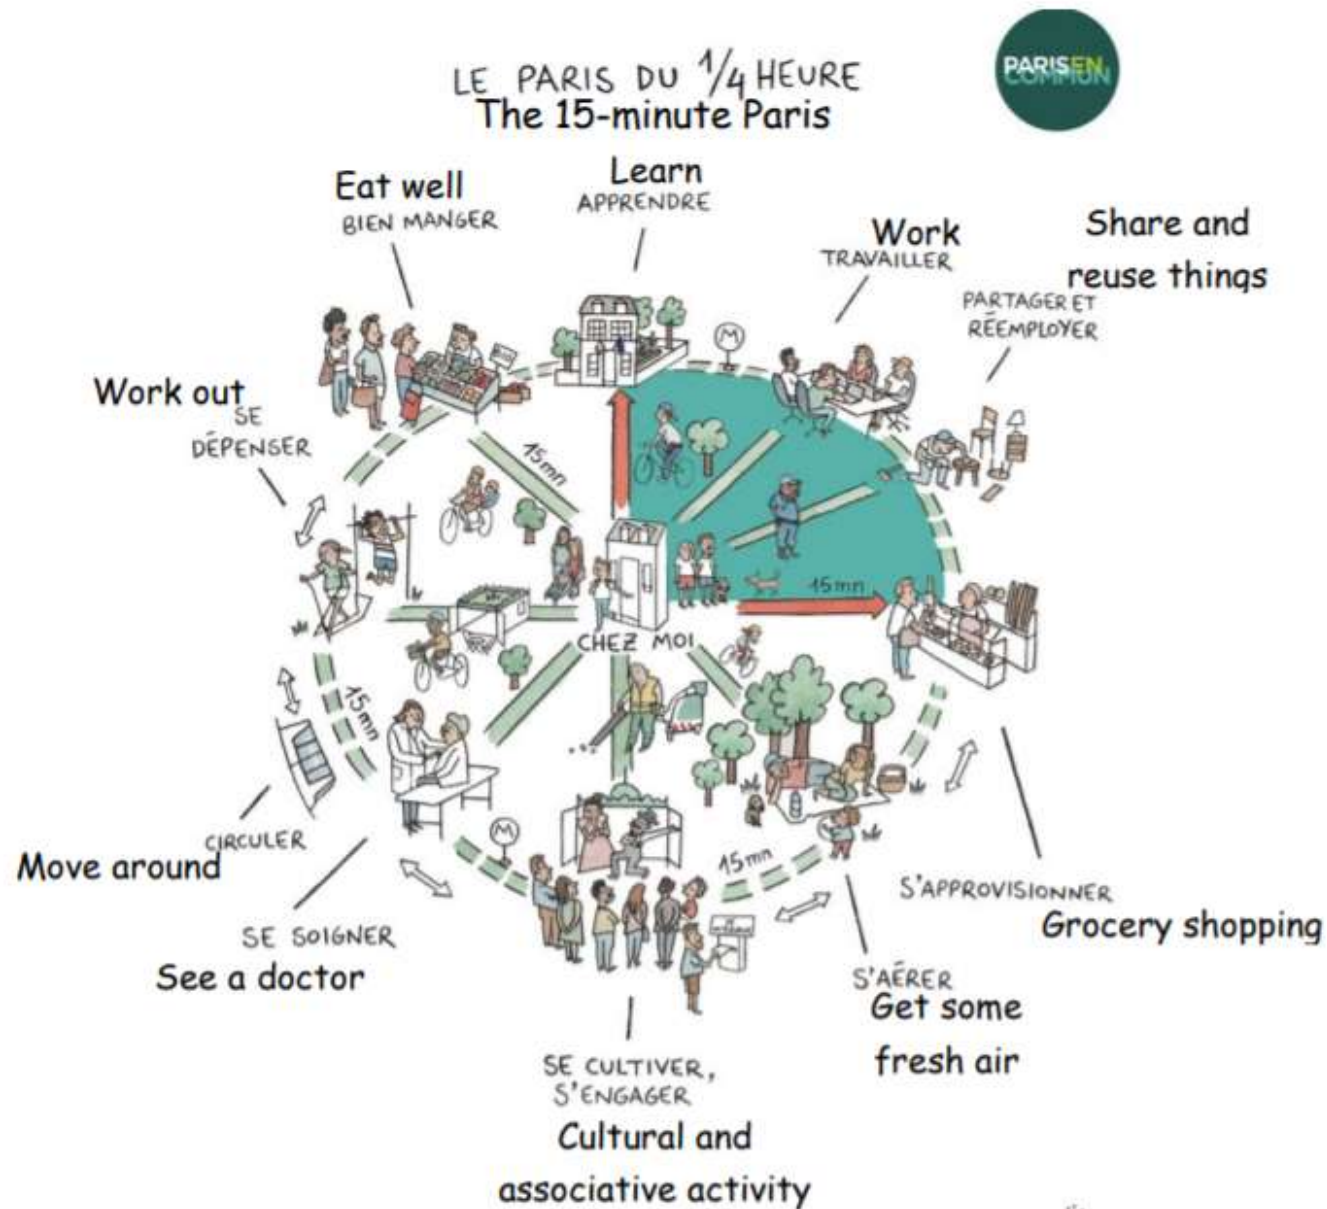 PARISEN
COMMUN
LE PARIS DU 1/4 HEURE
The 15-minute Paris
Eat well
BIEN MANGER
Learn
APPRENDRE
Work
TRAVAILLER
Share and
reuse things
PARTAGER ET
RÉEMPLOYER
Work out
SE
DÉPENSER
M
15mn
15mn
CHEZ MOI
15mn
CIRCULER
Move around
M
15mn
SE SOIGNER
See a doctor
S'APPROVISIONNER
Grocery shopping
S'AÉRER
Get some
fresh air
SE CULTIVER,
S'ENGAGER
Cultural and
associative activity